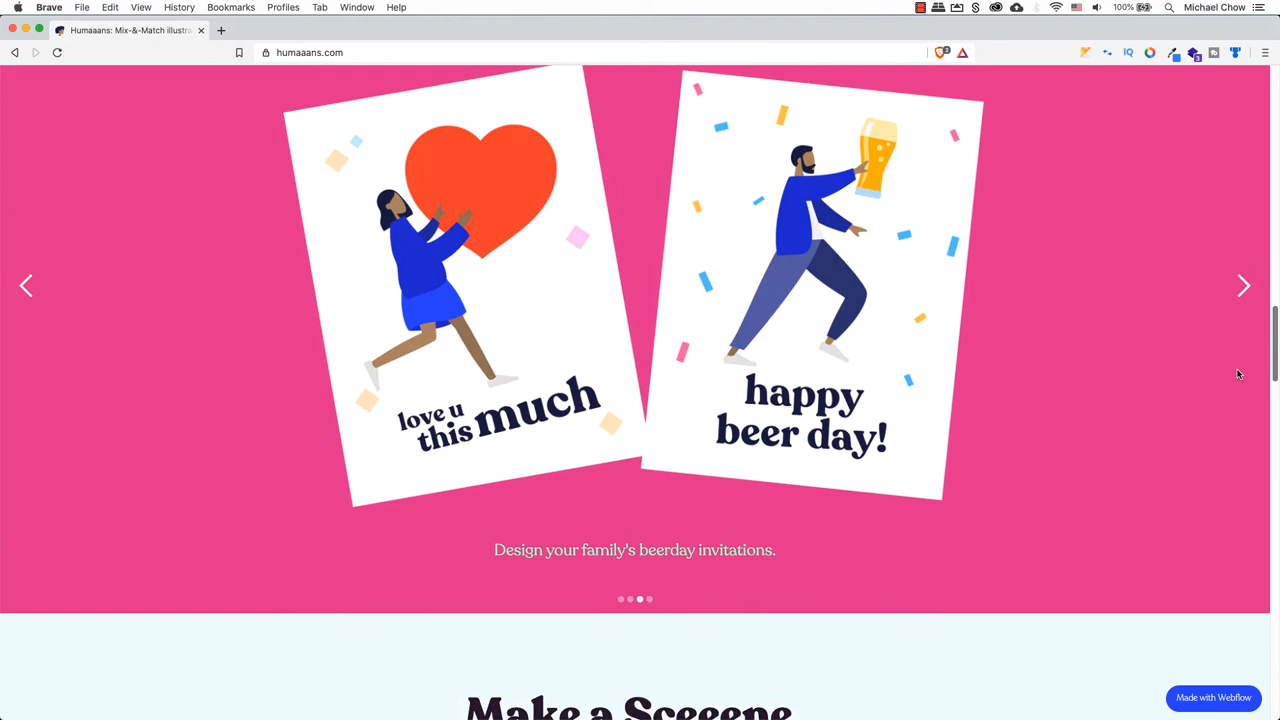 Brave File Edit View History Bookmarks Profiles Tab Window Help 100% Michael Chow
Humaaans: Mix-&-Match illustra
humaaans.com
love u
this much
happy
beer day!
Design your family's beerday invitations.
Make a Sceeene
Made with Webflow